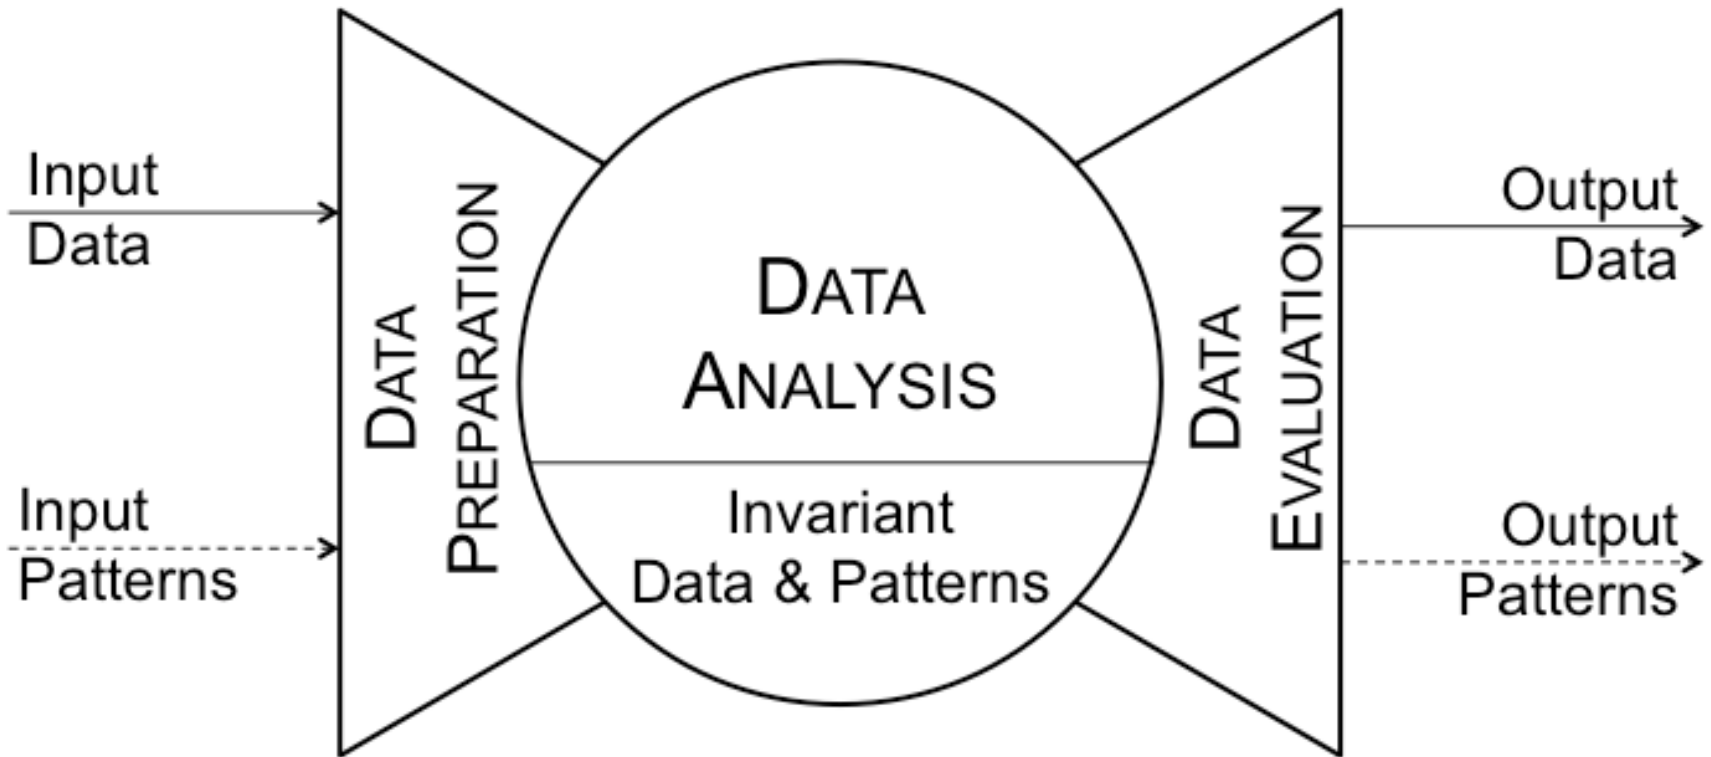 Input
Data
Input
Patterns
DATA
PREPARATION
DATA
ANALYSIS
Invariant
Data & Patterns
DATA
EVALUATION
Output
Data
Output
Patterns